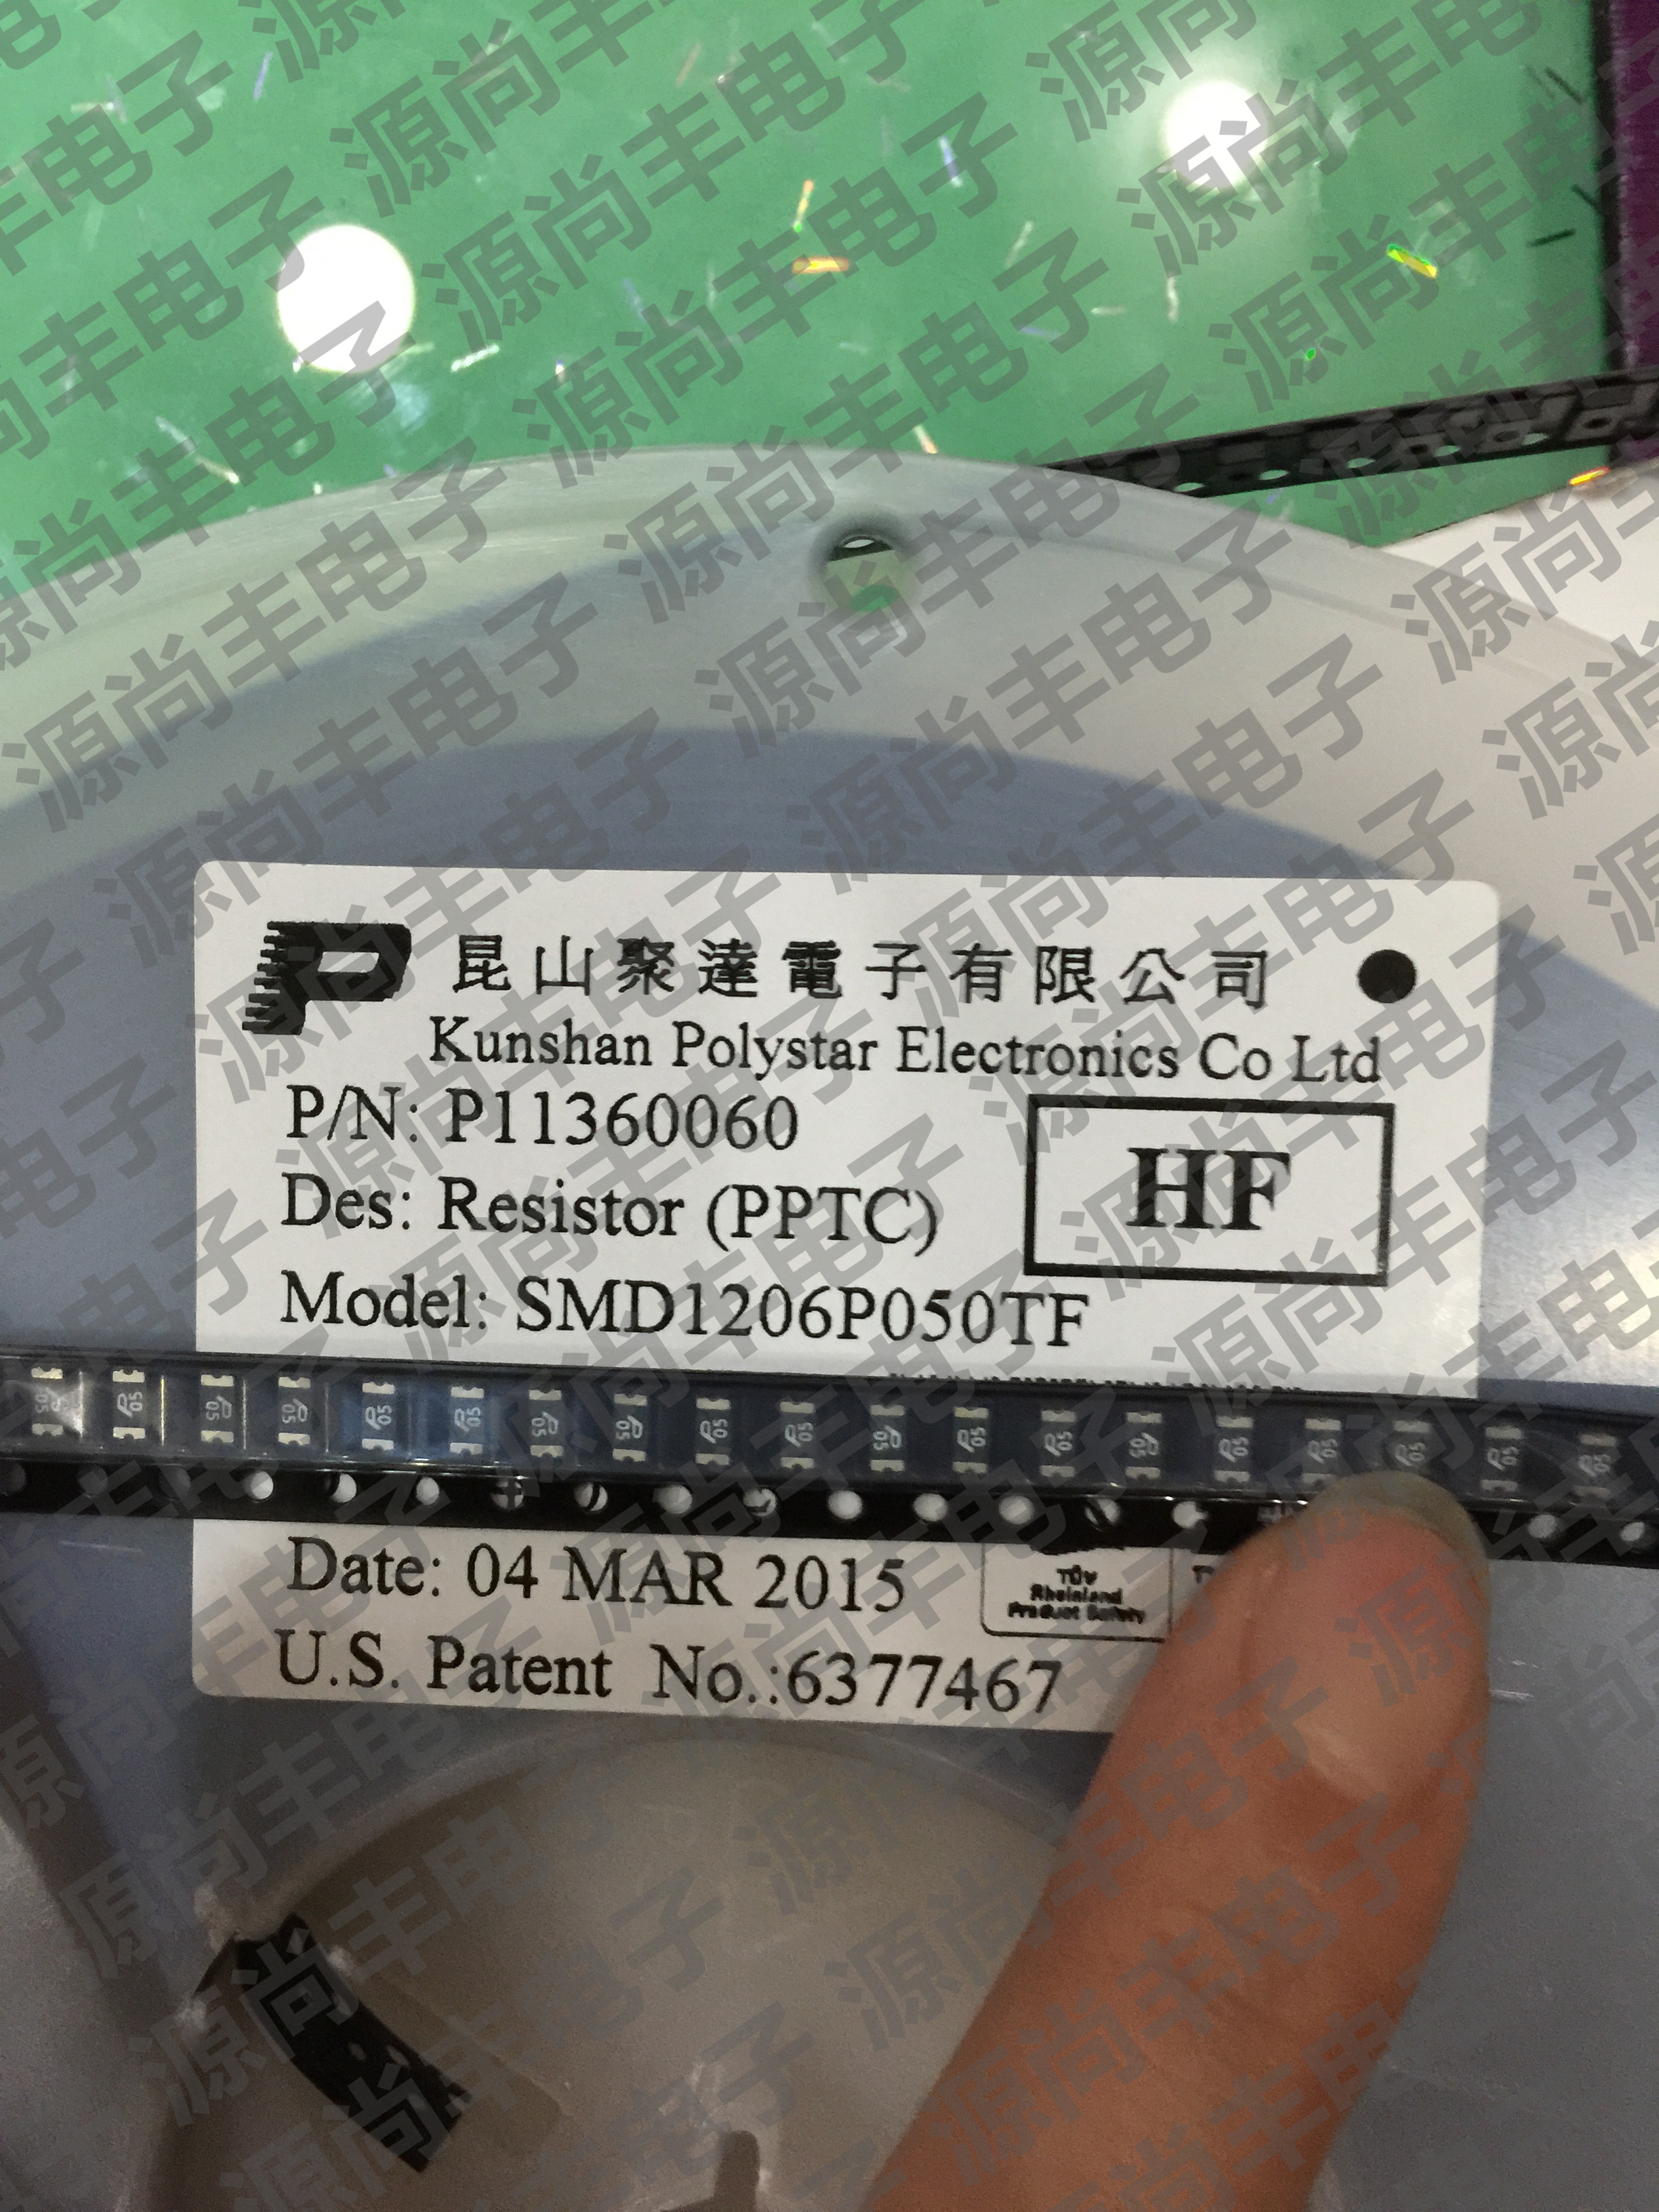 昆山聚達電子有限公司
Kunshan Polystar Electronics Co Ltd
P/N: P11360060
HF
Des: Resistor (PPTC)
Model: SMD1206P050TF
Date: 04 MAR 2015
TÜV
Rheinland
Product Safety
U.S. Patent No.:6377467
源尚丰电子